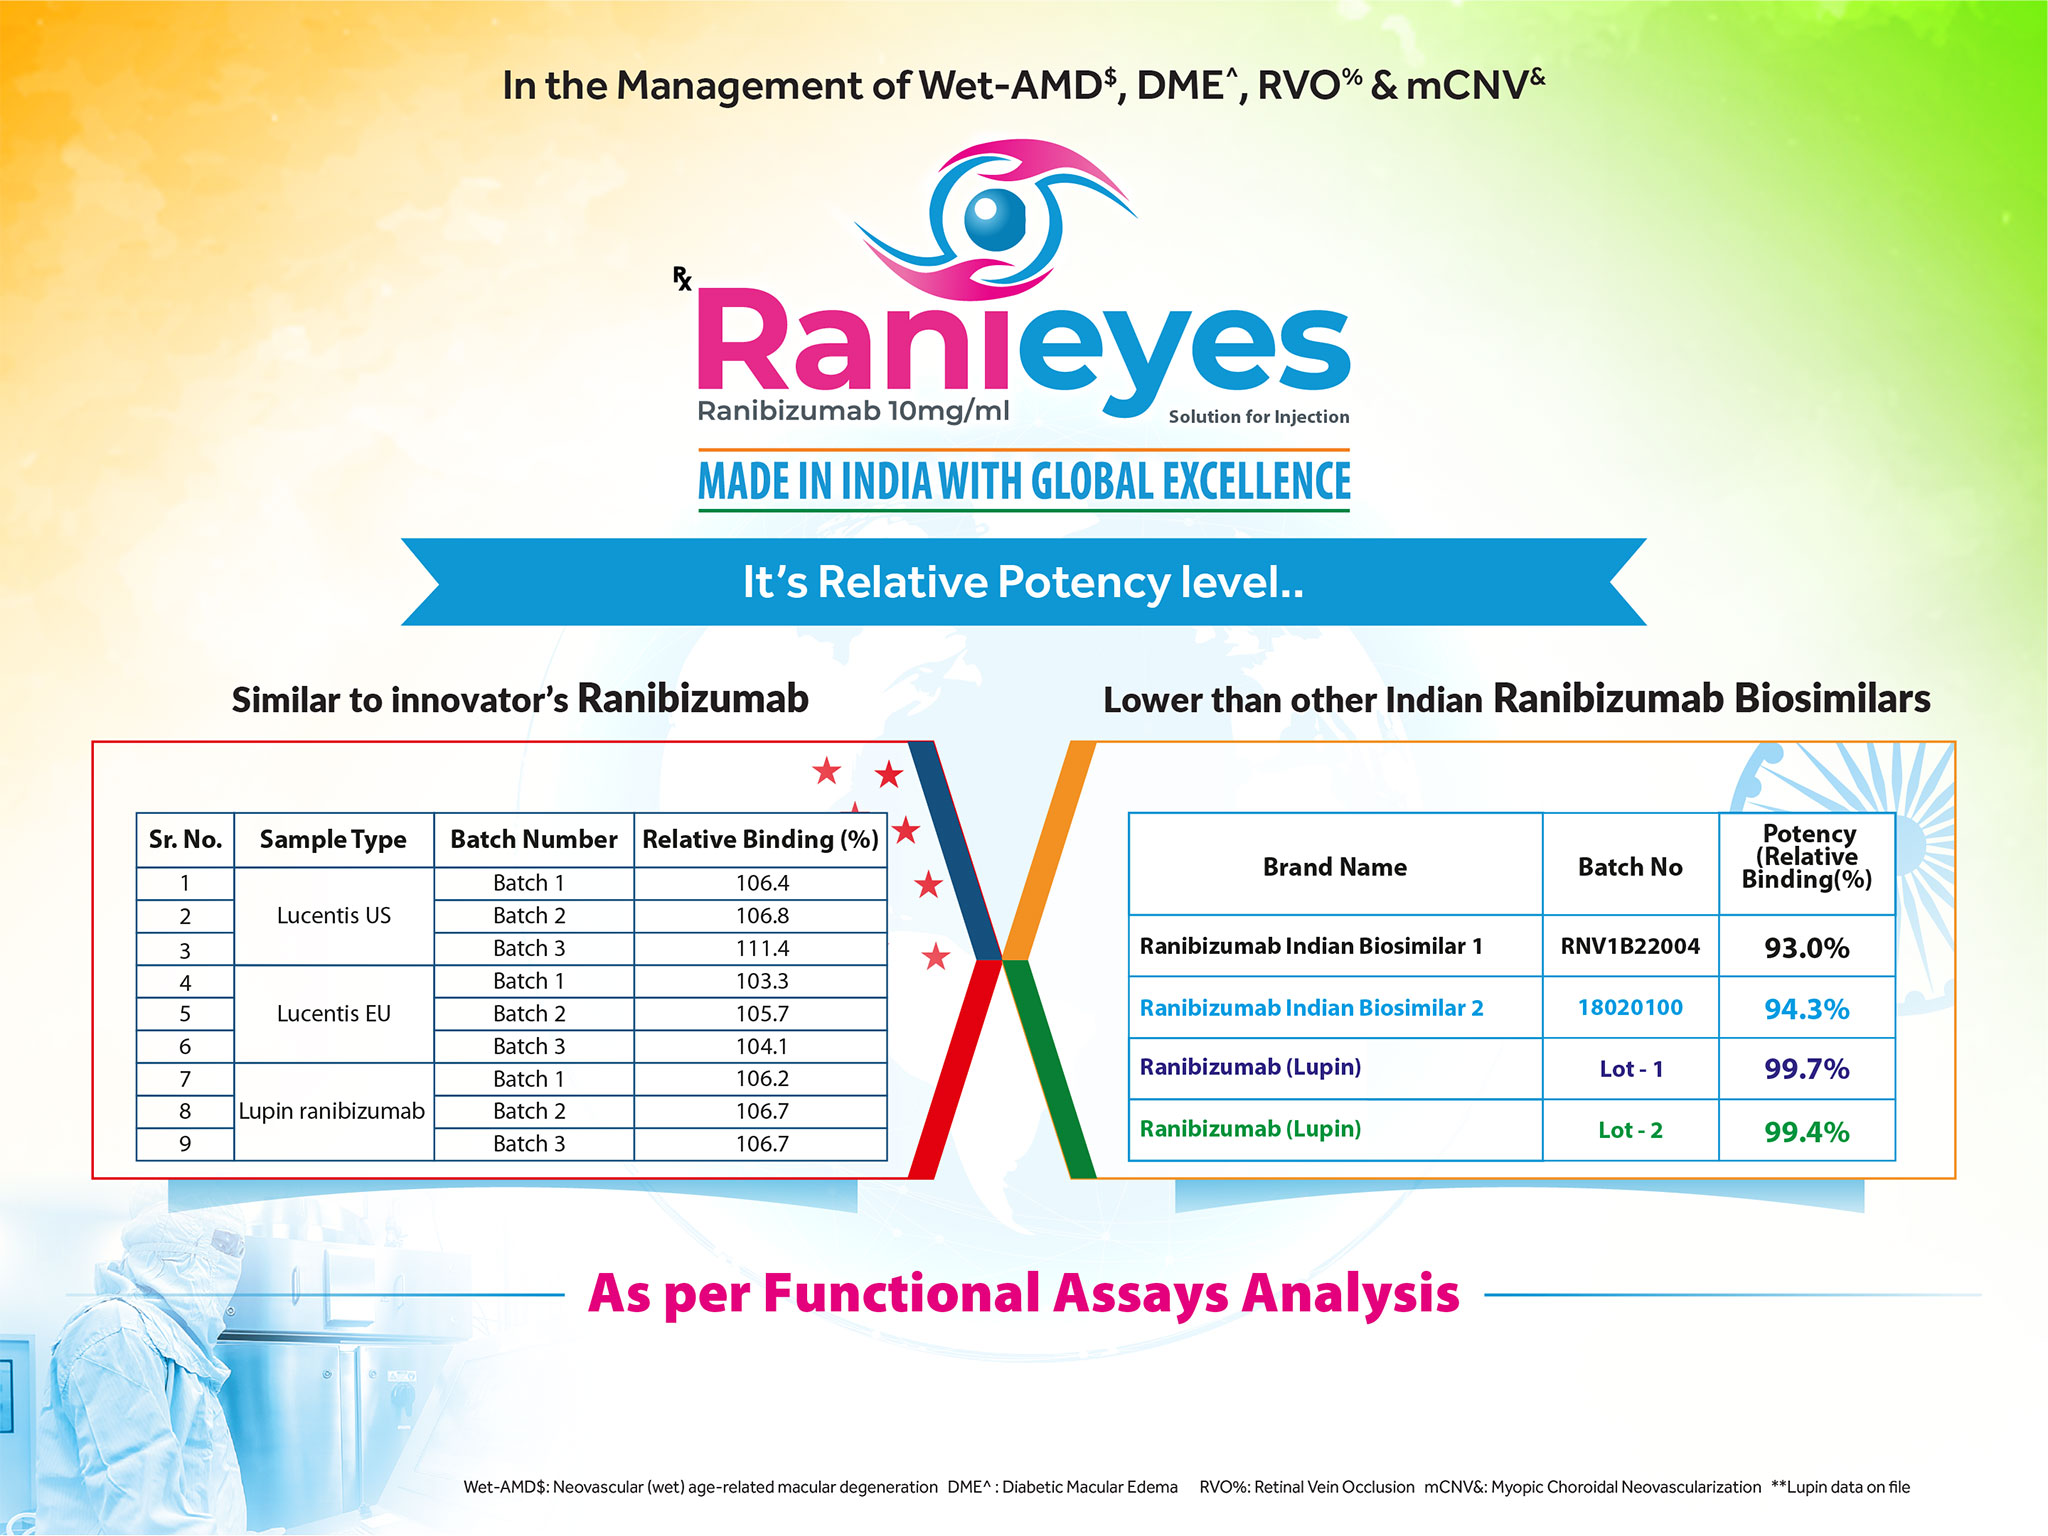 In the Management of Wet-AMD$, DME^, RVO% & mCNV&
Rx
Ranieyes
Ranibizumab 10mg/ml
Solution for Injection
MADE IN INDIA WITH GLOBAL EXCELLENCE
It's Relative Potency level..
Similar to innovator's Ranibizumab
Sr. No. Sample Type Batch Number Relative Binding (%)
1 Batch 1 106.4
2 Lucentis US Batch 2 106.8
3 Batch 3 111.4
4 Batch 1 103.3
5 Lucentis EU Batch 2 105.7
6 Batch 3 104.1
7 Batch 1 106.2
8 Lupin ranibizumab Batch 2 106.7
9 Batch 3 106.7
Lower than other Indian Ranibizumab Biosimilars
Brand Name Batch No Potency
(Relative
Binding(%)
Ranibizumab Indian Biosimilar 1 RNV1B22004 93.0%
Ranibizumab Indian Biosimilar 2 18020100 94.3%
Ranibizumab (Lupin) Lot - 1 99.7%
Ranibizumab (Lupin) Lot - 2 99.4%
As per Functional Assays Analysis
Wet-AMD$: Neovascular (wet) age-related macular degeneration DME^ : Diabetic Macular Edema RVO%: Retinal Vein Occlusion mCNV&: Myopic Choroidal Neovascularization **Lupin data on file